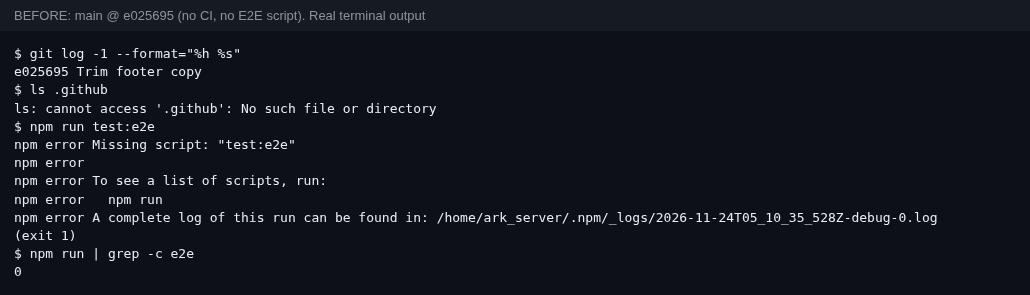 BEFORE: main @ e025695 (no CI, no E2E script). Real terminal output
$ git log -1 --format="%h %s"
e025695 Trim footer copy
$ ls .github
ls: cannot access '.github': No such file or directory
$ npm run test:e2e
npm error Missing script: "test:e2e"
npm error
npm error To see a list of scripts, run:
npm error   npm run
npm error A complete log of this run can be found in: /home/ark_server/.npm/_logs/2026-11-24T05_10_35_528Z-debug-0.log
(exit 1)
$ npm run | grep -c e2e
0